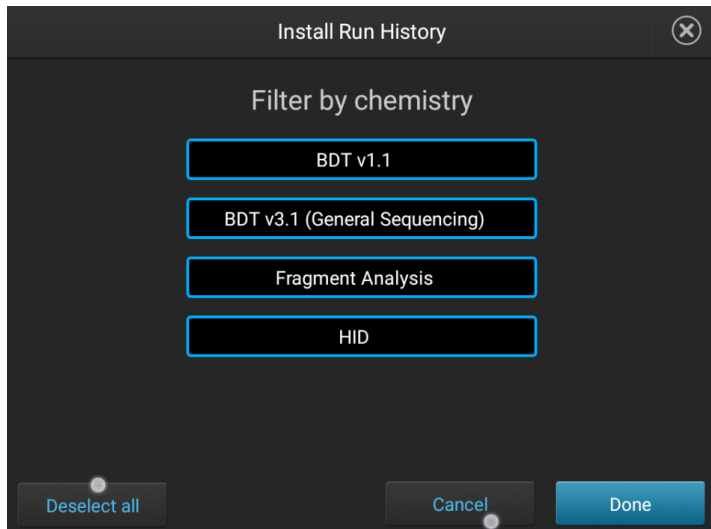 Install Run History
Filter by chemistry
BDT v1.1
BDT v3.1 (General Sequencing)
Fragment Analysis
HID
Deselect all
Cancel
Done